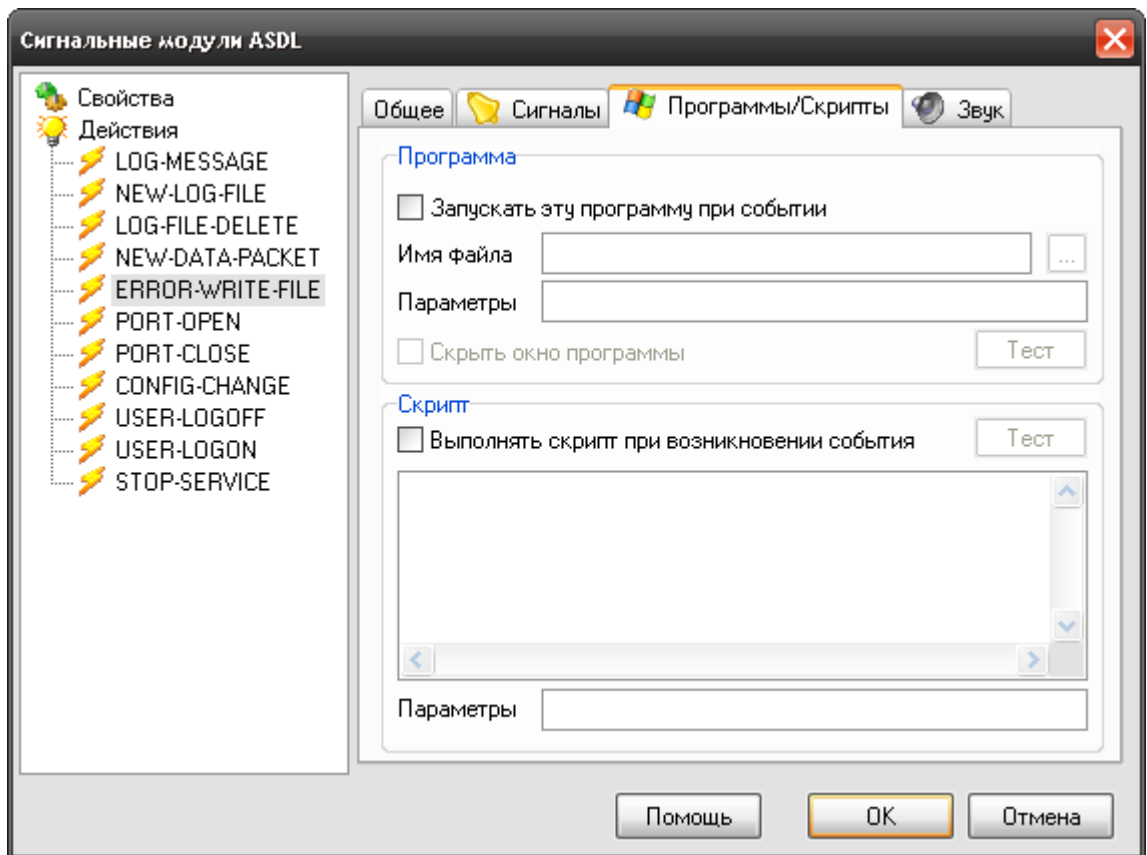 Сигнальные модули ASDL
Свойства
Действия
LOG-MESSAGE
NEW-LOG-FILE
LOG-FILE-DELETE
NEW-DATA-PACKET
ERROR-WRITE-FILE
PORT-OPEN
PORT-CLOSE
CONFIG-CHANGE
USER-LOGOFF
USER-LOGON
STOP-SERVICE
Общее Сигналы Программы/Скрипты Звук
Программа
Запускать эту программу при событии
Имя файла ...
Параметры
Скрыть окно программы Тест
Скрипт
Выполнять скрипт при возникновении события Тест
Параметры
Помощь OK Отмена